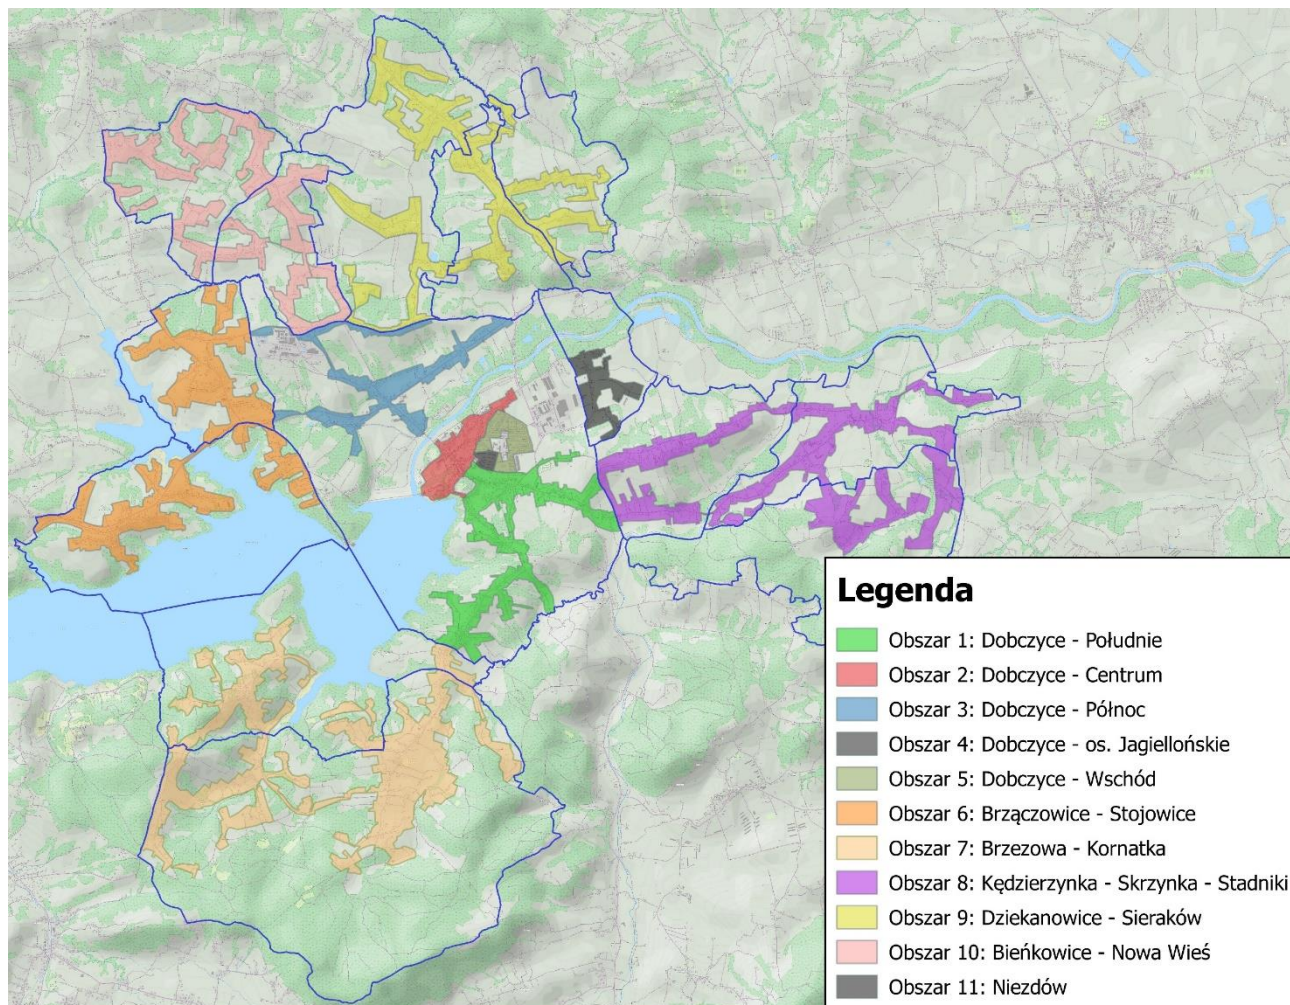 Legenda
Obszar 1: Dobczyce - Południe
Obszar 2: Dobczyce - Centrum
Obszar 3: Dobczyce - Północ
Obszar 4: Dobczyce - os. Jagiellońskie
Obszar 5: Dobczyce - Wschód
Obszar 6: Brzączowice - Stojowice
Obszar 7: Brzezowa - Kornatka
Obszar 8: Kędzierzynka - Skrzynka - Stadniki
Obszar 9: Dziekanowice - Sieraków
Obszar 10: Bieńkowice - Nowa Wieś
Obszar 11: Niezdów